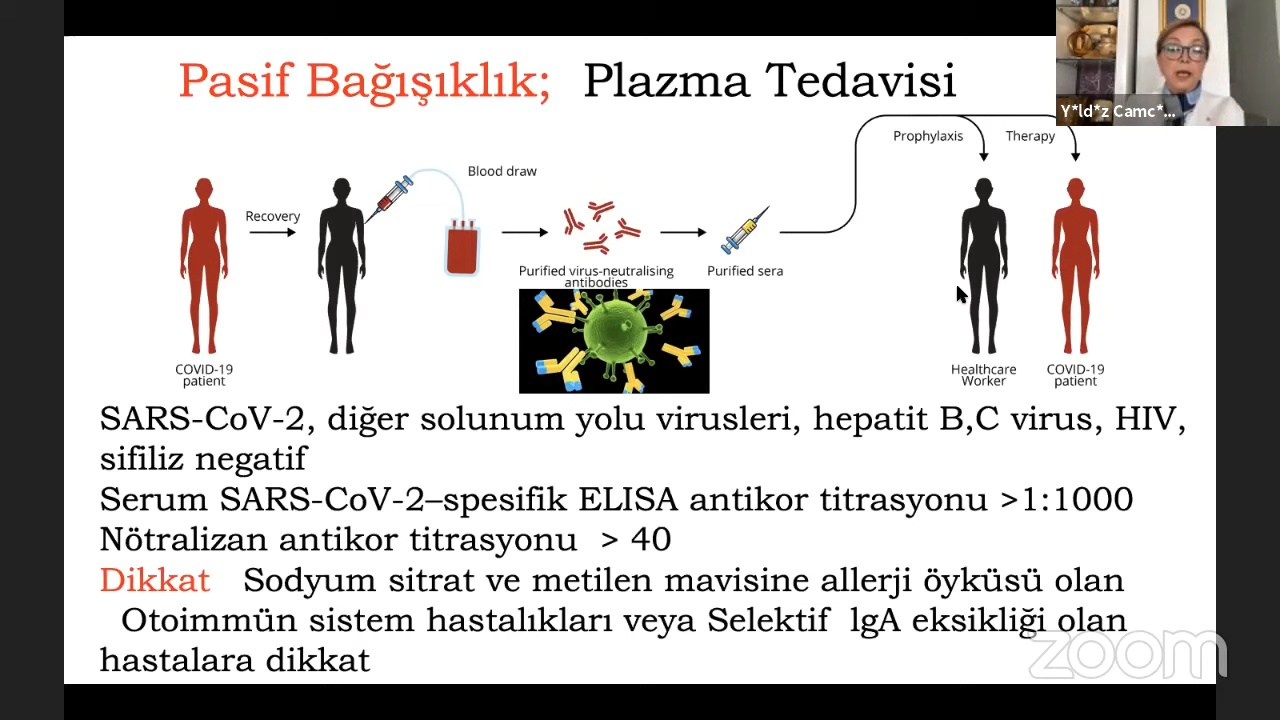 Pasif Bağışıklık; Plazma Tedavisi
Y*ld*z Camc*...
Prophylaxis
Therapy
Blood draw
Recovery
Purified virus-neutralising
antibodies
Purified sera
COVID-19
patient
Healthcare
Worker
COVID-19
patient
SARS-CoV-2, diğer solunum yolu virusleri, hepatit B,C virus, HIV,
sifiliz negatif
Serum SARS-CoV-2–spesifik ELISA antikor titrasyonu >1:1000
Nötralizan antikor titrasyonu > 40
Dikkat Sodyum sitrat ve metilen mavisine allerji öyküsü olan
Otoimmün sistem hastalıkları veya Selektif lgA eksikliği olan
hastalara dikkat
zoom